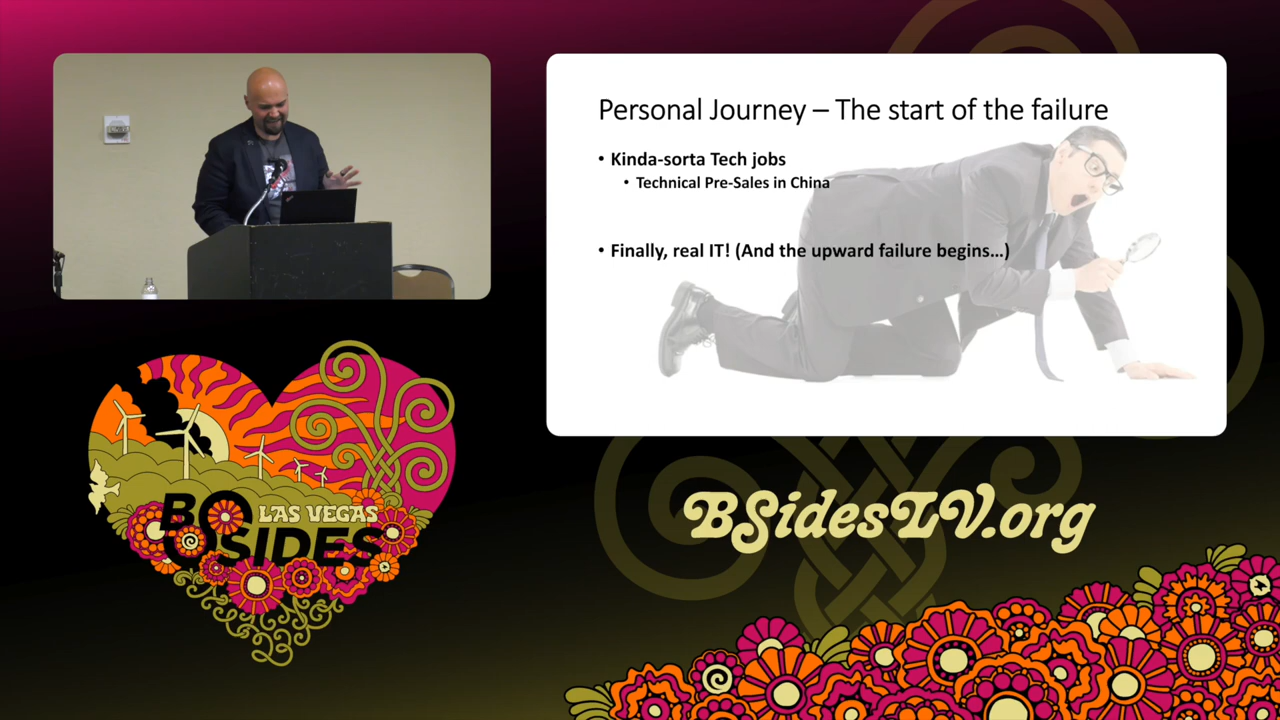 Personal Journey – The start of the failure
• Kinda-sorta Tech jobs
• Technical Pre-Sales in China
• Finally, real IT! (And the upward failure begins…)
LAS VEGAS
BSIDES
BSidesLV.org